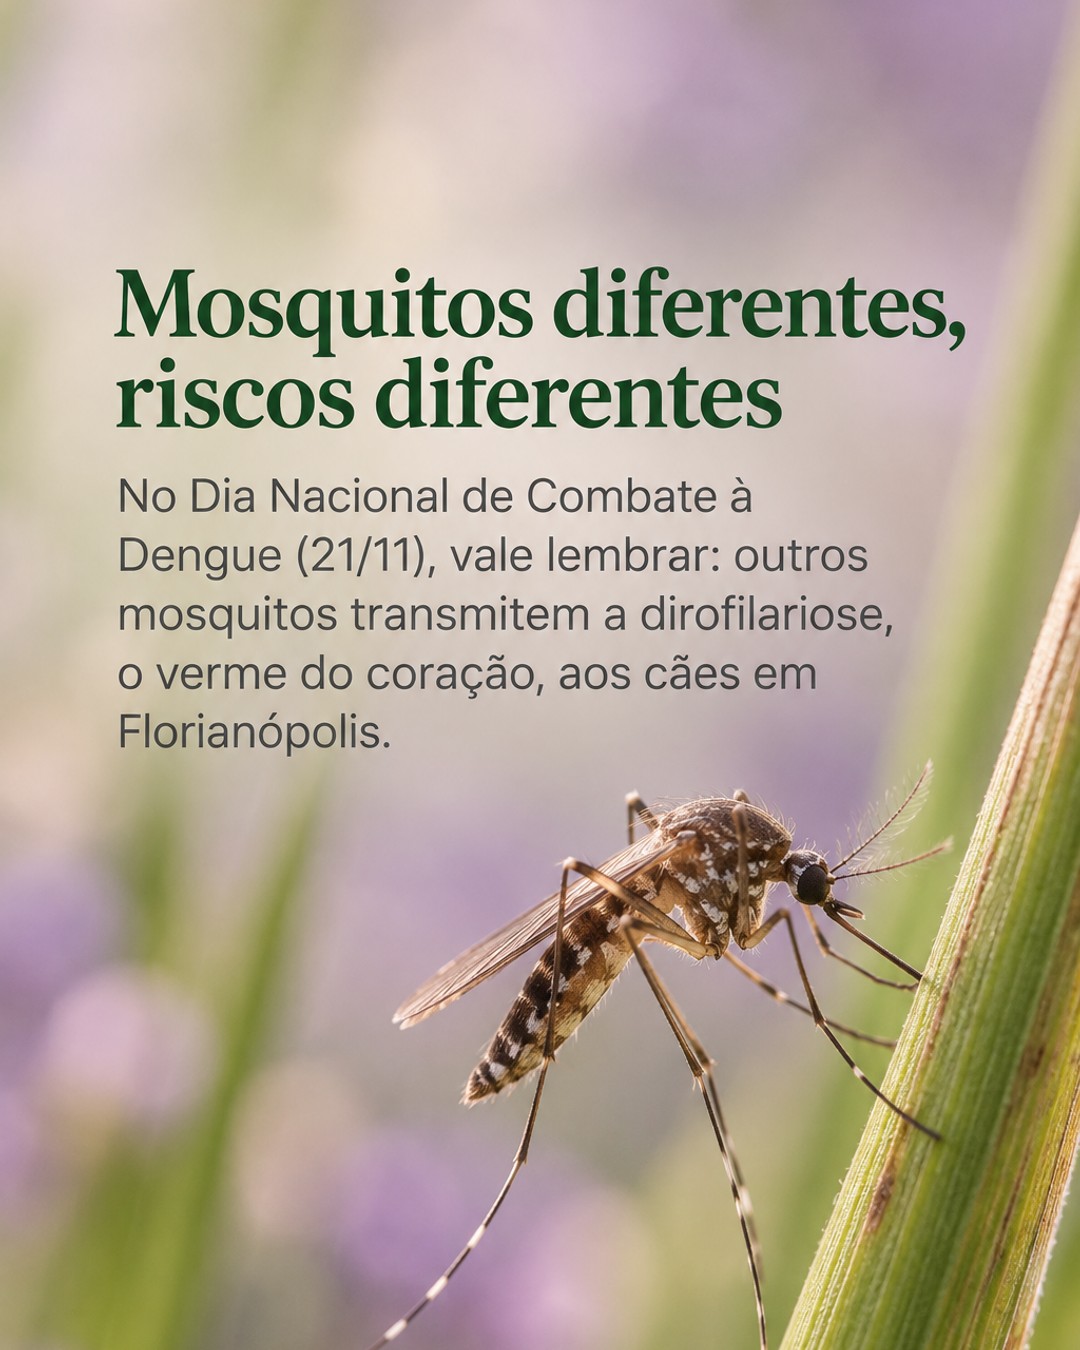 Mosquitos diferentes,
riscos diferentes
No Dia Nacional de Combate à
Dengue (21/11), vale lembrar: outros
mosquitos transmitem a dirofilariose,
o verme do coração, aos cães em
Florianópolis.